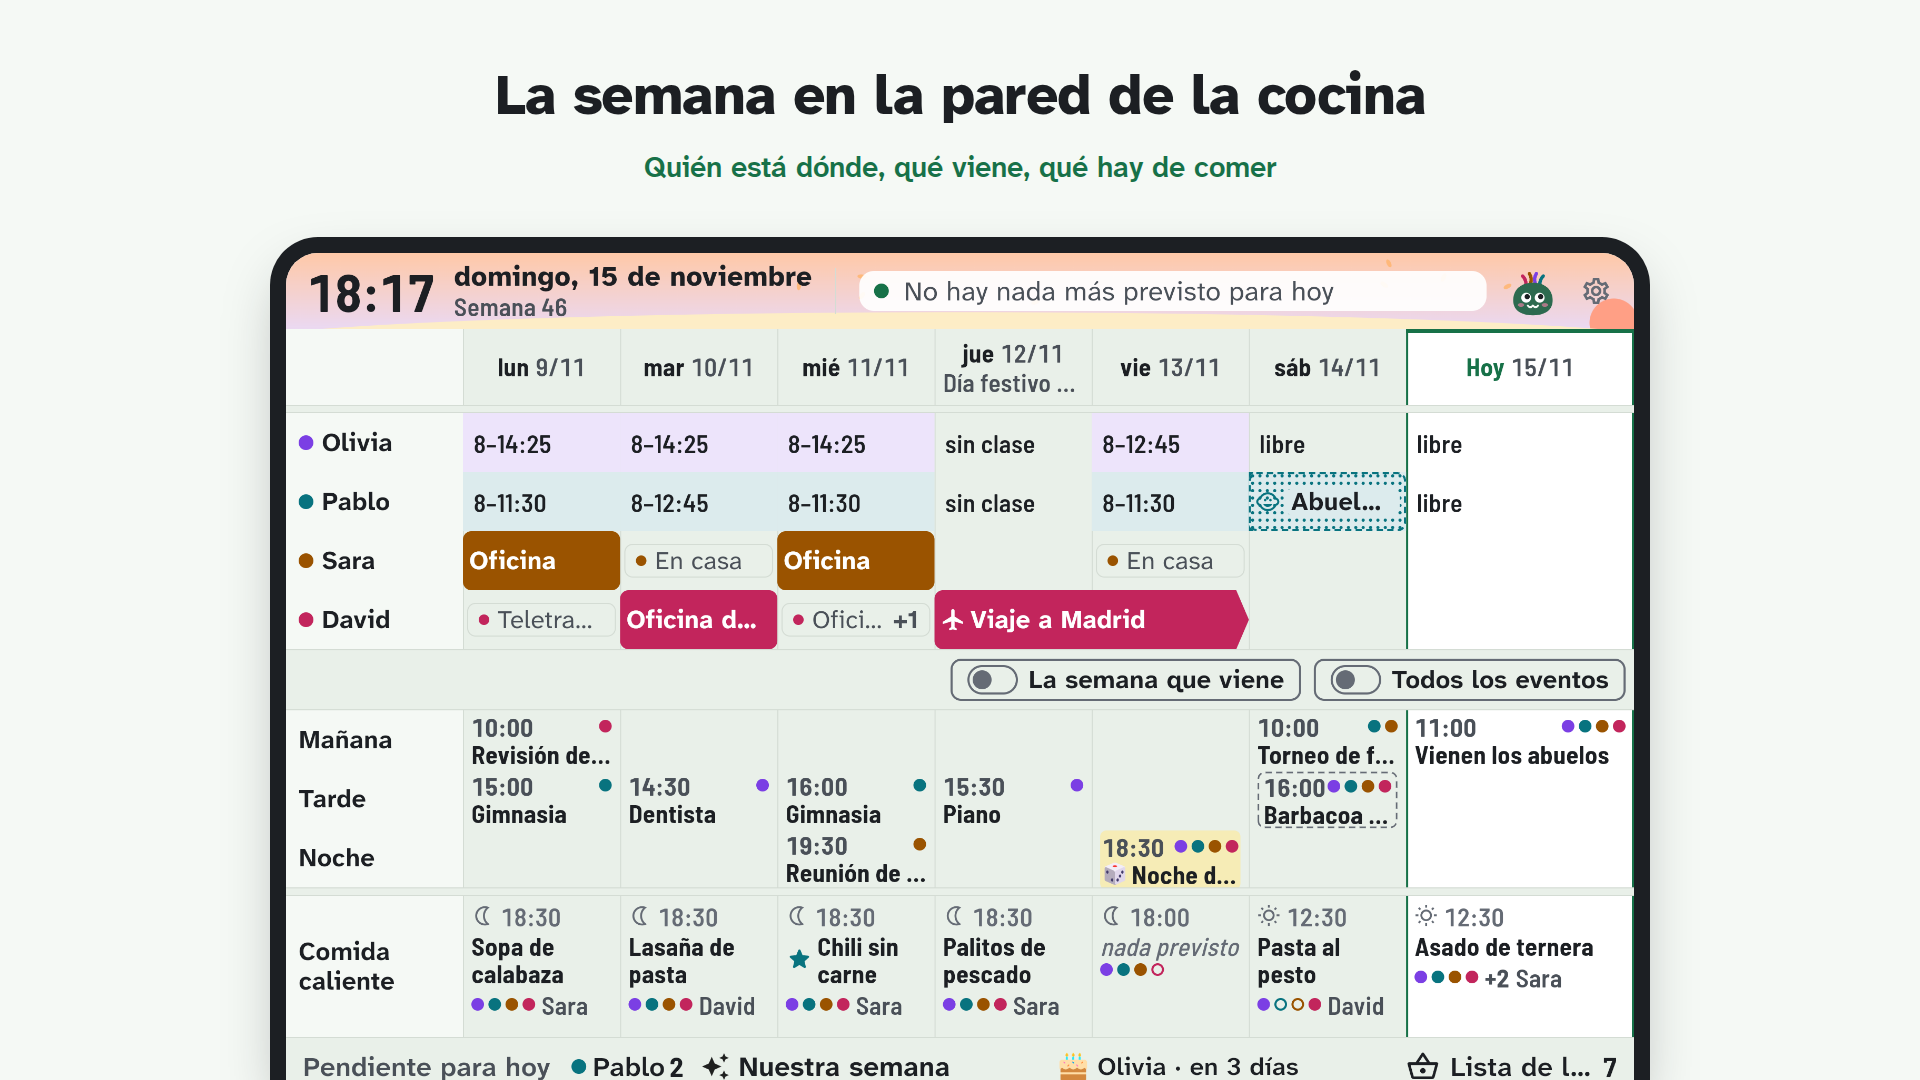 La semana en la pared de la cocina
Quién está dónde, qué viene, qué hay de comer
18:17
domingo, 15 de noviembre
Semana 46
No hay nada más previsto para hoy
lun 9/11
mar 10/11
mié 11/11
jue 12/11
Día festivo ...
vie 13/11
sáb 14/11
Hoy 15/11
Olivia
8–14:25
8–14:25
8–14:25
sin clase
8–12:45
libre
libre
Pablo
8–11:30
8–12:45
8–11:30
sin clase
8–11:30
Abuel...
libre
Sara
Oficina
En casa
Oficina
En casa
David
Teletra...
Oficina d...
Ofici... +1
Viaje a Madrid
La semana que viene
Todos los eventos
Mañana
10:00
Revisión de...
10:00
Torneo de f...
11:00
Vienen los abuelos
Tarde
15:00
Gimnasia
14:30
Dentista
16:00
Gimnasia
15:30
Piano
16:00
Barbacoa ...
Noche
19:30
Reunión de ...
18:30
Noche d...
Comida
caliente
18:30
Sopa de
calabaza
Sara
18:30
Lasaña de
pasta
David
18:30
Chili sin
carne
Sara
18:30
Palitos de
pescado
Sara
18:00
nada previsto
12:30
Pasta al
pesto
David
12:30
Asado de ternera
+2 Sara
Pendiente para hoy
Pablo 2
Nuestra semana
Olivia · en 3 días
Lista de l... 7